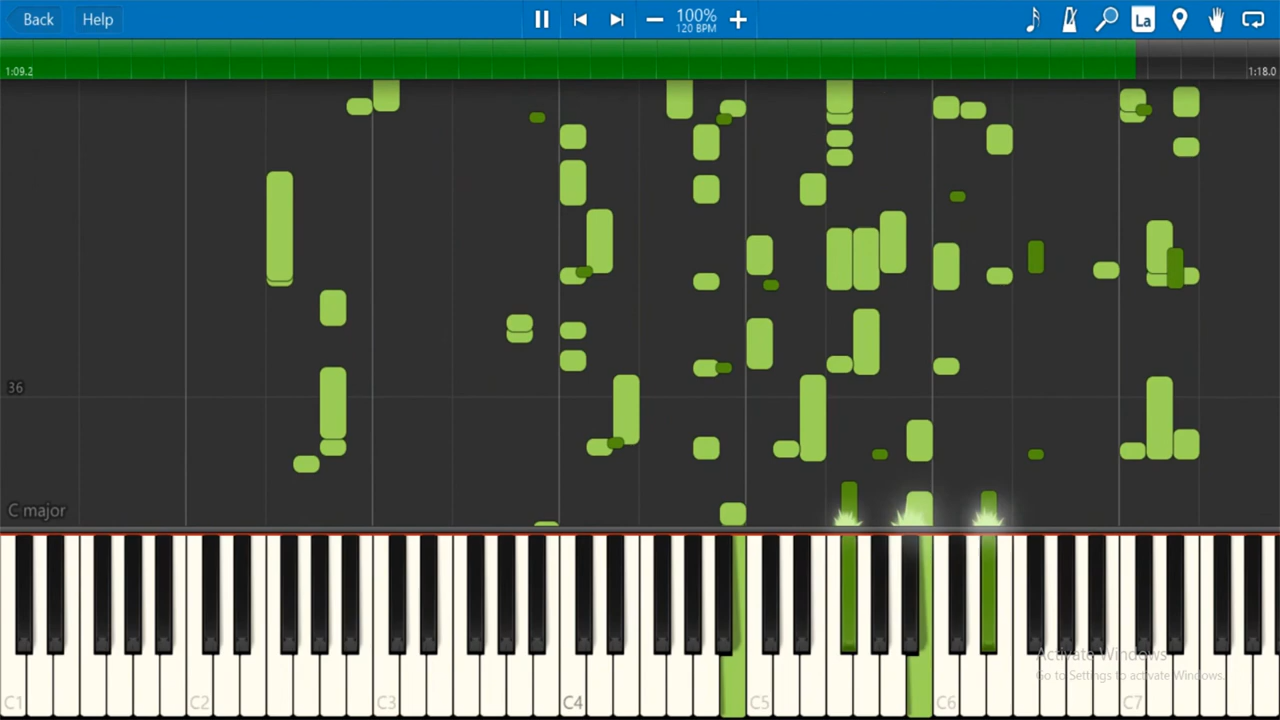 Back Help
100%
120 BPM
La
1:09.2 1:18.0
36
C major
Activate Windows
Go to Settings to activate Windows.
C1 C2 C3 C4 C5 C6 C7